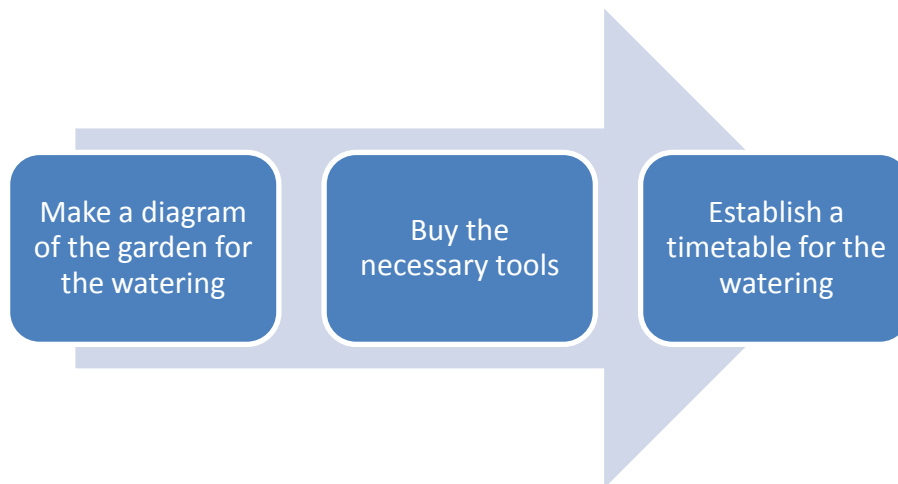 Make a diagram
of the garden for
the watering
Buy the
necessary tools
Establish a
timetable for the
watering